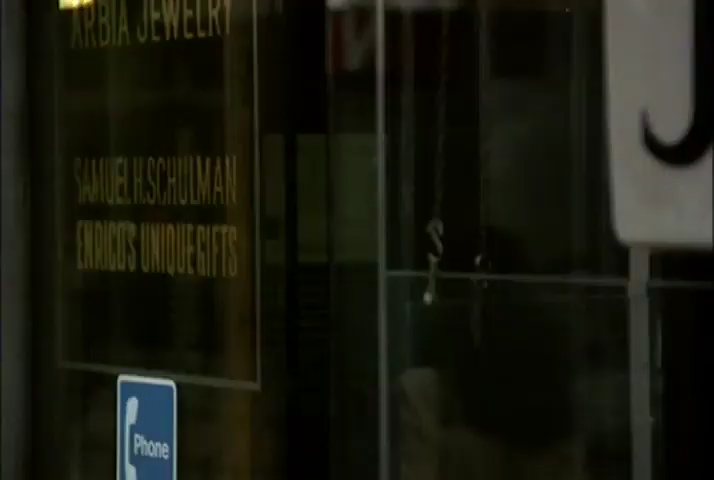 ARBIA JEWELRY
SAMUEL H. SCHULMAN
ENRICO'S UNIQUE GIFTS
Phone
J